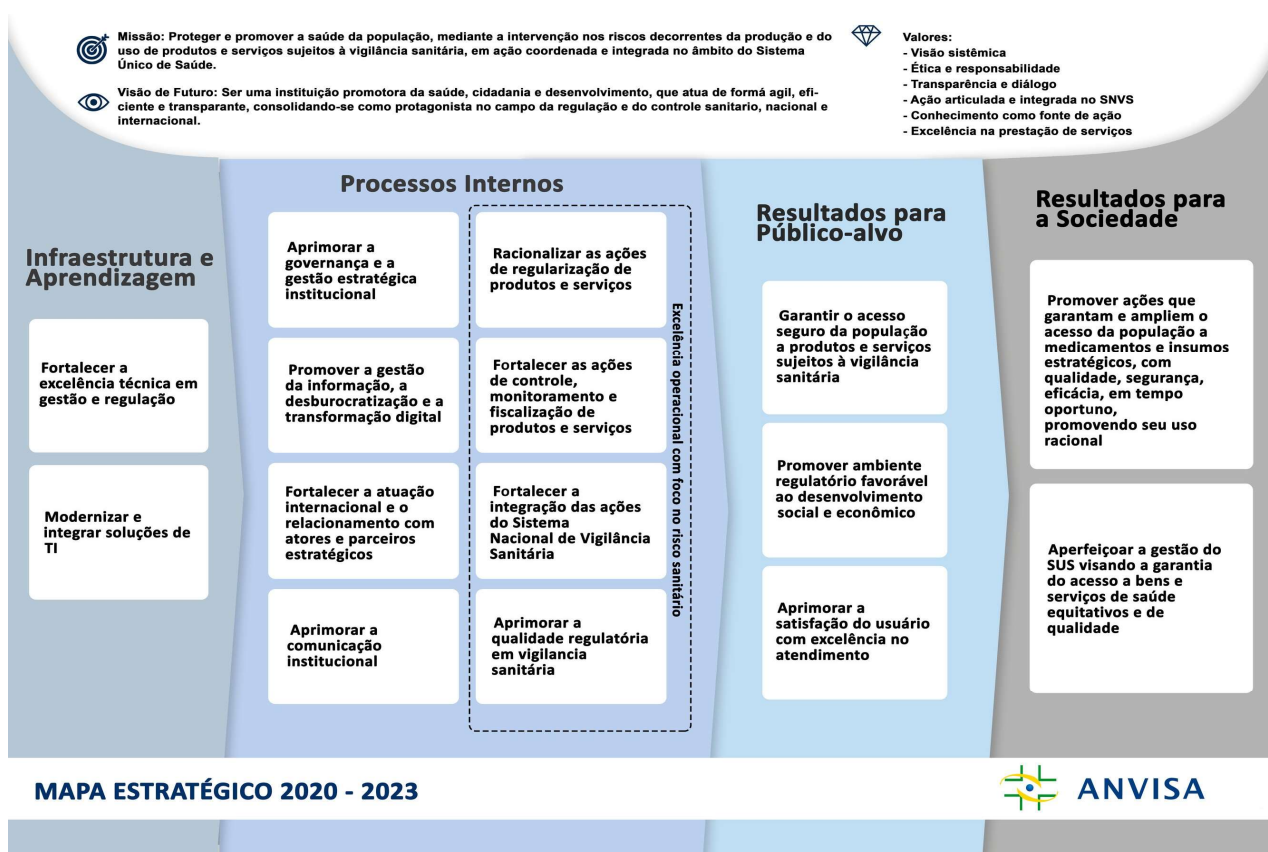 Missão: Proteger e promover a saúde da população, mediante a intervenção nos riscos decorrentes da produção e do
uso de produtos e serviços sujeitos à vigilância sanitária, em ação coordenada e integrada no âmbito do Sistema
Único de Saúde.
Visão de Futuro: Ser uma instituição promotora da saúde, cidadania e desenvolvimento, que atua de formá agil, efi-
ciente e transparante, consolidando-se como protagonista no campo da regulação e do controle sanitario, nacional e
internacional.
Valores:
- Visão sistêmica
- Ética e responsabilidade
- Transparência e diálogo
- Ação articulada e integrada no SNVS
- Conhecimento como fonte de ação
- Excelência na prestação de serviços
Infraestrutura e
Aprendizagem
Fortalecer a
excelência técnica em
gestão e regulação
Modernizar e
integrar soluções de
TI
Processos Internos
Aprimorar a
governança e a
gestão estratégica
institucional
Promover a gestão
da informação, a
desburocratização e a
transformação digital
Fortalecer a atuação
internacional e o
relacionamento com
atores e parceiros
estratégicos
Aprimorar a
comunicação
institucional
Racionalizar as ações
de regularização de
produtos e serviços
Fortalecer as ações
de controle,
monitoramento e
fiscalização de
produtos e serviços
Fortalecer a
integração das ações
do Sistema
Nacional de Vigilância
Sanitária
Aprimorar a
qualidade regulatória
em vigilancia
sanitária
Excelência operacional com foco no risco sanitário
Resultados para
Público-alvo
Garantir o acesso
seguro da população
a produtos e serviços
sujeitos à vigilância
sanitária
Promover ambiente
regulatório favorável
ao desenvolvimento
social e econômico
Aprimorar a
satisfação do usuário
com excelência no
atendimento
Resultados para
a Sociedade
Promover ações que
garantam e ampliem o
acesso da população a
medicamentos e insumos
estratégicos, com
qualidade, segurança,
eficácia, em tempo
oportuno,
promovendo seu uso
racional
Aperfeiçoar a gestão do
SUS visando a garantia
do acesso a bens e
serviços de saúde
equitativos e de
qualidade
MAPA ESTRATÉGICO 2020 - 2023
ANVISA